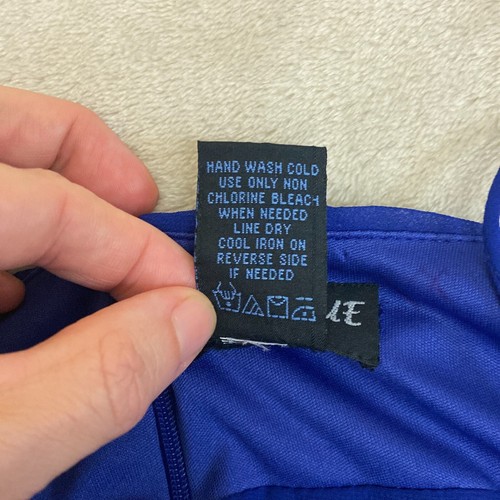 HAND WASH COLD
USE ONLY NON
CHLORINE BLEACH
WHEN NEEDED
LINE DRY
COOL IRON ON
REVERSE SIDE
IF NEEDED